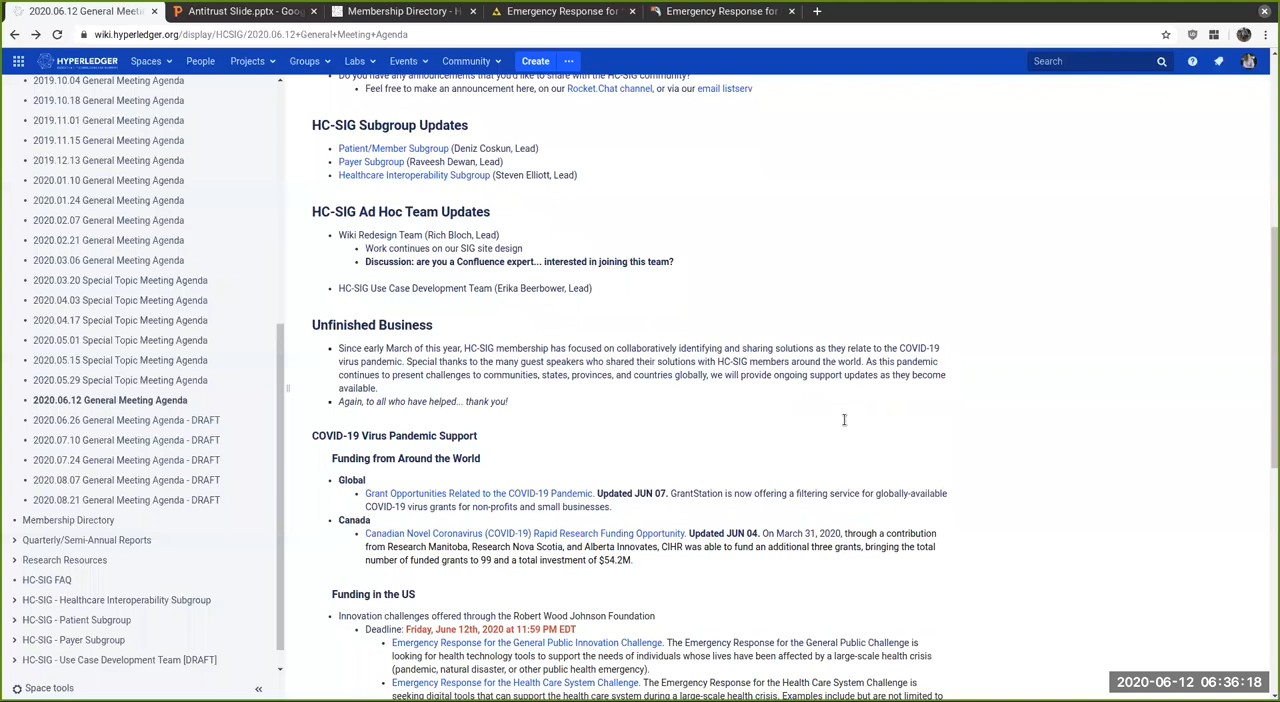 2020.06.12 General Meeti
Antitrust Slide.pptx - Goog
Membership Directory - H
Emergency Response for
Emergency Response for
wiki.hyperledger.org/display/HCSIG/2020.06.12+General+Meeting+Agenda
HYPERLEDGER Spaces People Projects Groups Labs Events Community Create ... Search
2019.10.04 General Meeting Agenda
2019.10.18 General Meeting Agenda
2019.11.01 General Meeting Agenda
2019.11.15 General Meeting Agenda
2019.12.13 General Meeting Agenda
2020.01.10 General Meeting Agenda
2020.01.24 General Meeting Agenda
2020.02.07 General Meeting Agenda
2020.02.21 General Meeting Agenda
2020.03.06 General Meeting Agenda
2020.03.20 Special Topic Meeting Agenda
2020.04.03 Special Topic Meeting Agenda
2020.04.17 Special Topic Meeting Agenda
2020.05.01 Special Topic Meeting Agenda
2020.05.15 Special Topic Meeting Agenda
2020.05.29 Special Topic Meeting Agenda
2020.06.12 General Meeting Agenda
2020.06.26 General Meeting Agenda - DRAFT
2020.07.10 General Meeting Agenda - DRAFT
2020.07.24 General Meeting Agenda - DRAFT
2020.08.07 General Meeting Agenda - DRAFT
2020.08.21 General Meeting Agenda - DRAFT
Membership Directory
Quarterly/Semi-Annual Reports
Research Resources
HC-SIG FAQ
HC-SIG - Healthcare Interoperability Subgroup
HC-SIG - Patient Subgroup
HC-SIG - Payer Subgroup
HC-SIG - Use Case Development Team [DRAFT]
Space tools
Do you have any announcements that you'd like to share with the HC-SIG community?
Feel free to make an announcement here, on our Rocket.Chat channel, or via our email listserv
HC-SIG Subgroup Updates
Patient/Member Subgroup (Deniz Coskun, Lead)
Payer Subgroup (Raveesh Dewan, Lead)
Healthcare Interoperability Subgroup (Steven Elliott, Lead)
HC-SIG Ad Hoc Team Updates
Wiki Redesign Team (Rich Bloch, Lead)
Work continues on our SIG site design
Discussion: are you a Confluence expert... interested in joining this team?
HC-SIG Use Case Development Team (Erika Beerbower, Lead)
Unfinished Business
Since early March of this year, HC-SIG membership has focused on collaboratively identifying and sharing solutions as they relate to the COVID-19
virus pandemic. Special thanks to the many guest speakers who shared their solutions with HC-SIG members around the world. As this pandemic
continues to present challenges to communities, states, provinces, and countries globally, we will provide ongoing support updates as they become
available.
Again, to all who have helped... thank you!
COVID-19 Virus Pandemic Support
Funding from Around the World
Global
Grant Opportunities Related to the COVID-19 Pandemic. Updated JUN 07. GrantStation is now offering a filtering service for globally-available
COVID-19 virus grants for non-profits and small businesses.
Canada
Canadian Novel Coronavirus (COVID-19) Rapid Research Funding Opportunity. Updated JUN 04. On March 31, 2020, through a contribution
from Research Manitoba, Research Nova Scotia, and Alberta Innovates, CIHR was able to fund an additional three grants, bringing the total
number of funded grants to 99 and a total investment of $54.2M.
Funding in the US
Innovation challenges offered through the Robert Wood Johnson Foundation
Deadline: Friday, June 12th, 2020 at 11:59 PM EDT
Emergency Response for the General Public Innovation Challenge. The Emergency Response for the General Public Challenge is
looking for health technology tools to support the needs of individuals whose lives have been affected by a large-scale health crisis
(pandemic, natural disaster, or other public health emergency).
Emergency Response for the Health Care System Challenge. The Emergency Response for the Health Care System Challenge is
seeking digital tools that can support the health care system during a large-scale health crisis. Examples include but are not limited to
2020-06-12 06:36:18